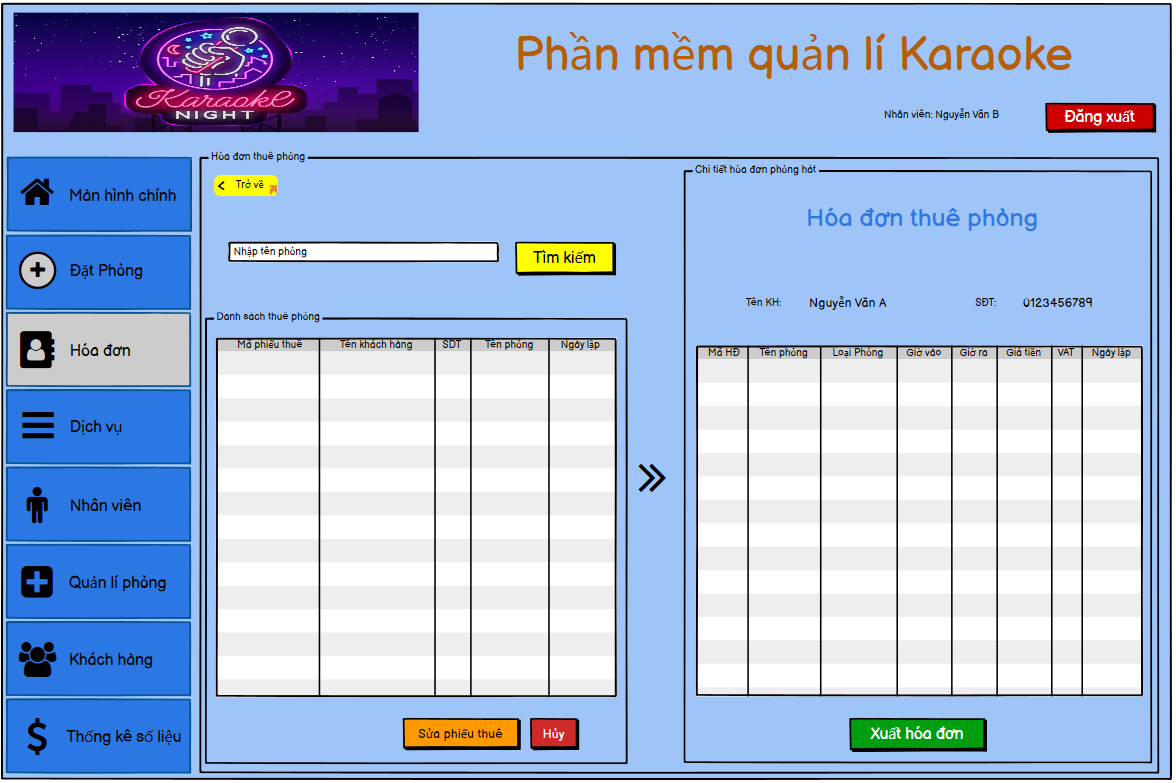 Karaoke
NIGHT
Phần mềm quản lí Karaoke
Nhân viên: Nguyễn Văn B
Đăng xuất
Màn hình chính
Đặt Phòng
Hóa đơn
Dịch vụ
Nhân viên
Quản lí phòng
Khách hàng
Thống kê số liệu
Hóa đơn thuê phòng
Trở về
Nhập tên phòng
Tìm kiếm
Danh sách thuê phòng
Mã phiếu thuê Tên khách hàng SDT Tên phòng Ngày lập
Sửa phiếu thuê
Hủy
Chi tiết hóa đơn phòng hát
Hóa đơn thuê phòng
Tên KH: Nguyễn Văn A SĐT: 0123456789
Mã HĐ Tên phòng Loại Phòng Giờ vào Giờ ra Giá tiền VAT Ngày lập
Xuất hóa đơn